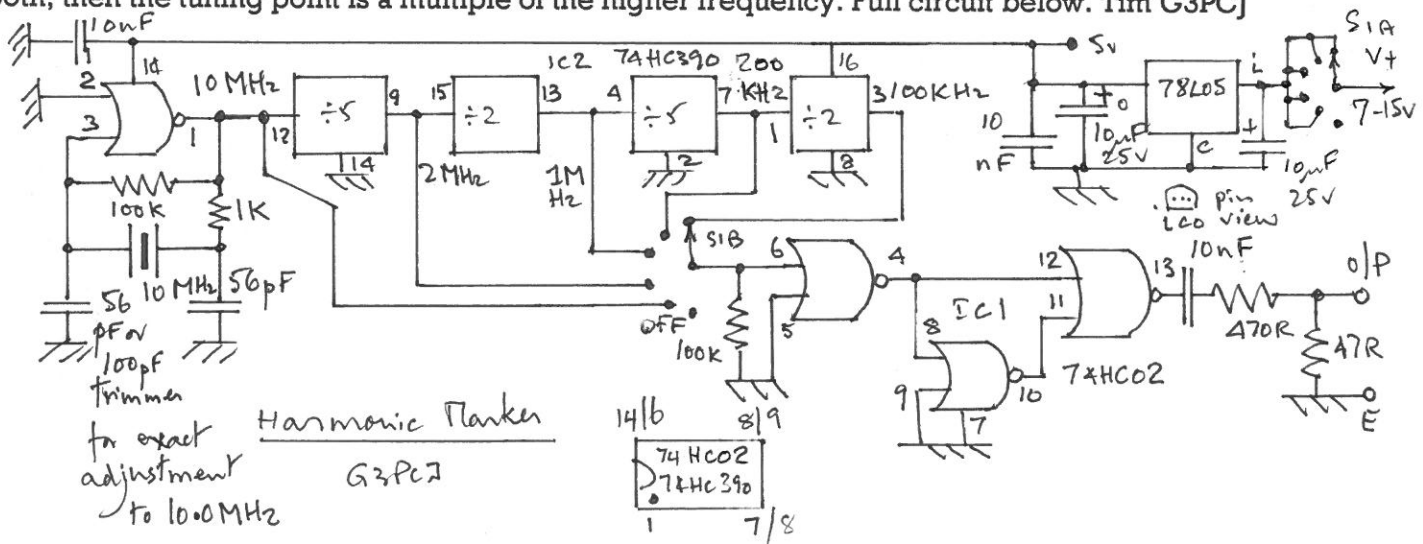 both, then the tuning point is a multiple of the higher frequency. Full circuit below. Tim G3PCJ
10nF
5v
S1A
V+
7-15v
2
14
3
1
10 MHz
12
÷5
9
14
15
÷2
13
IC2 74HC390
4
÷5
7
2
200 KHz
1
16
÷2
3
8
100KHz
78L05
i
o
c
10 nF
10µF 25V
10µF 25V
pin view
ico
2MHz
1M Hz
100K
1K
10 MHz
56pF
56 pF or 100pf trimmer
for exact adjustment to 10.0MHz
S1B
OFF
100K
6
5
4
8
9
10
7
IC1
74HC02
12
11
13
10nF
470R
47R
O/P
E
Harmonic Marker
G3PCJ
14/16
8/9
74HC02
74HC390
1
7/8